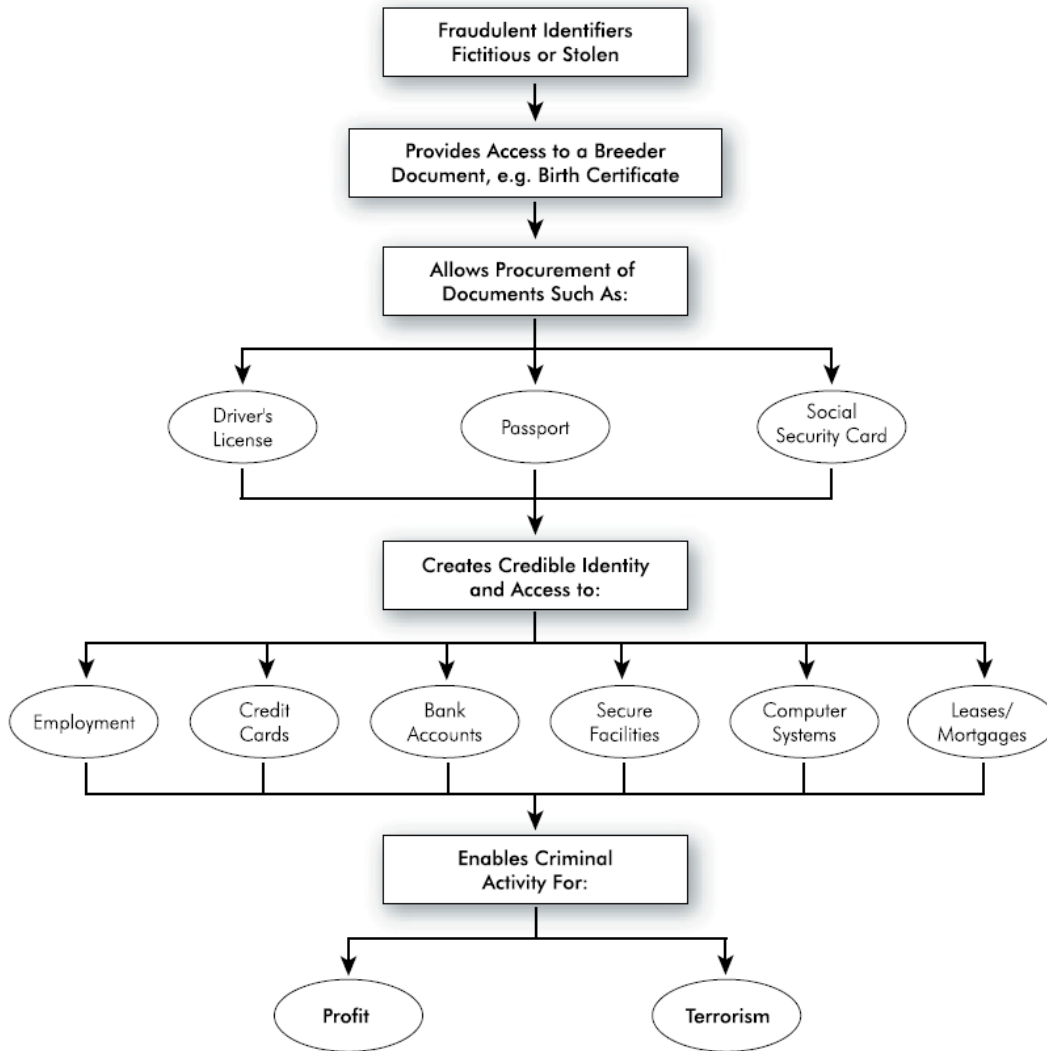 Fraudulent Identifiers
Fictitious or Stolen
Provides Access to a Breeder
Document, e.g. Birth Certificate
Allows Procurement of
Documents Such As:
Driver's
License
Passport
Social
Security Card
Creates Credible Identity
and Access to:
Employment
Credit
Cards
Bank
Accounts
Secure
Facilities
Computer
Systems
Leases/
Mortgages
Enables Criminal
Activity For:
Profit
Terrorism